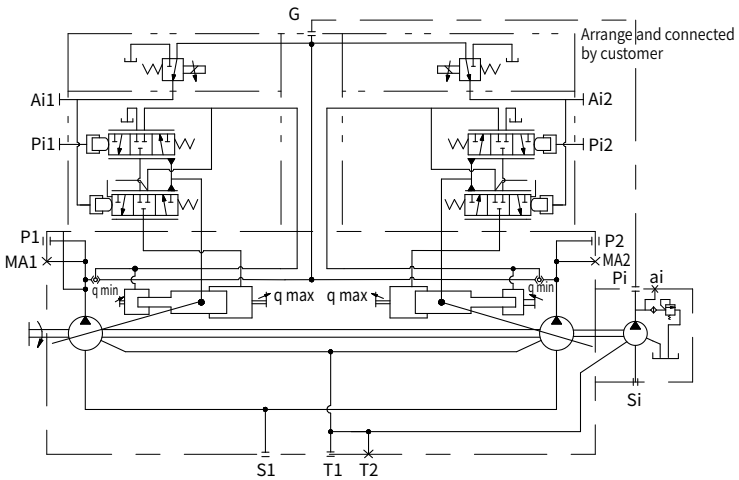 G
Arrange and connected
by customer
Ai1
Ai2
Pi1
Pi2
P1
P2
MA1
MA2
Pi
ai
q min
q max
q max
q min
Si
S1
T1
T2